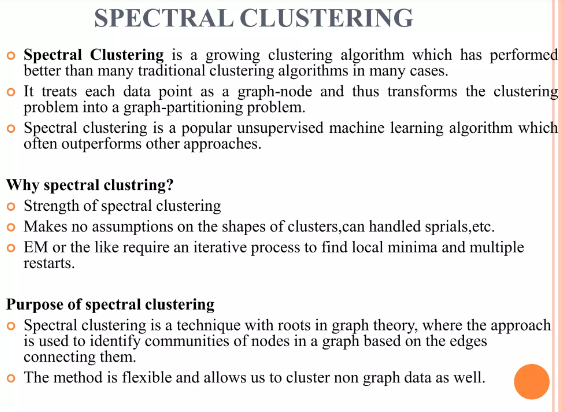 SPECTRAL CLUSTERING
Spectral Clustering is a growing clustering algorithm which has performed
better than many traditional clustering algorithms in many cases.
It treats each data point as a graph-node and thus transforms the clustering
problem into a graph-partitioning problem.
Spectral clustering is a popular unsupervised machine learning algorithm which
often outperforms other approaches.
Why spectral clustring?
Strength of spectral clustering
Makes no assumptions on the shapes of clusters,can handled sprials,etc.
EM or the like require an iterative process to find local minima and multiple
restarts.
Purpose of spectral clustering
Spectral clustering is a technique with roots in graph theory, where the approach
is used to identify communities of nodes in a graph based on the edges
connecting them.
The method is flexible and allows us to cluster non graph data as well.